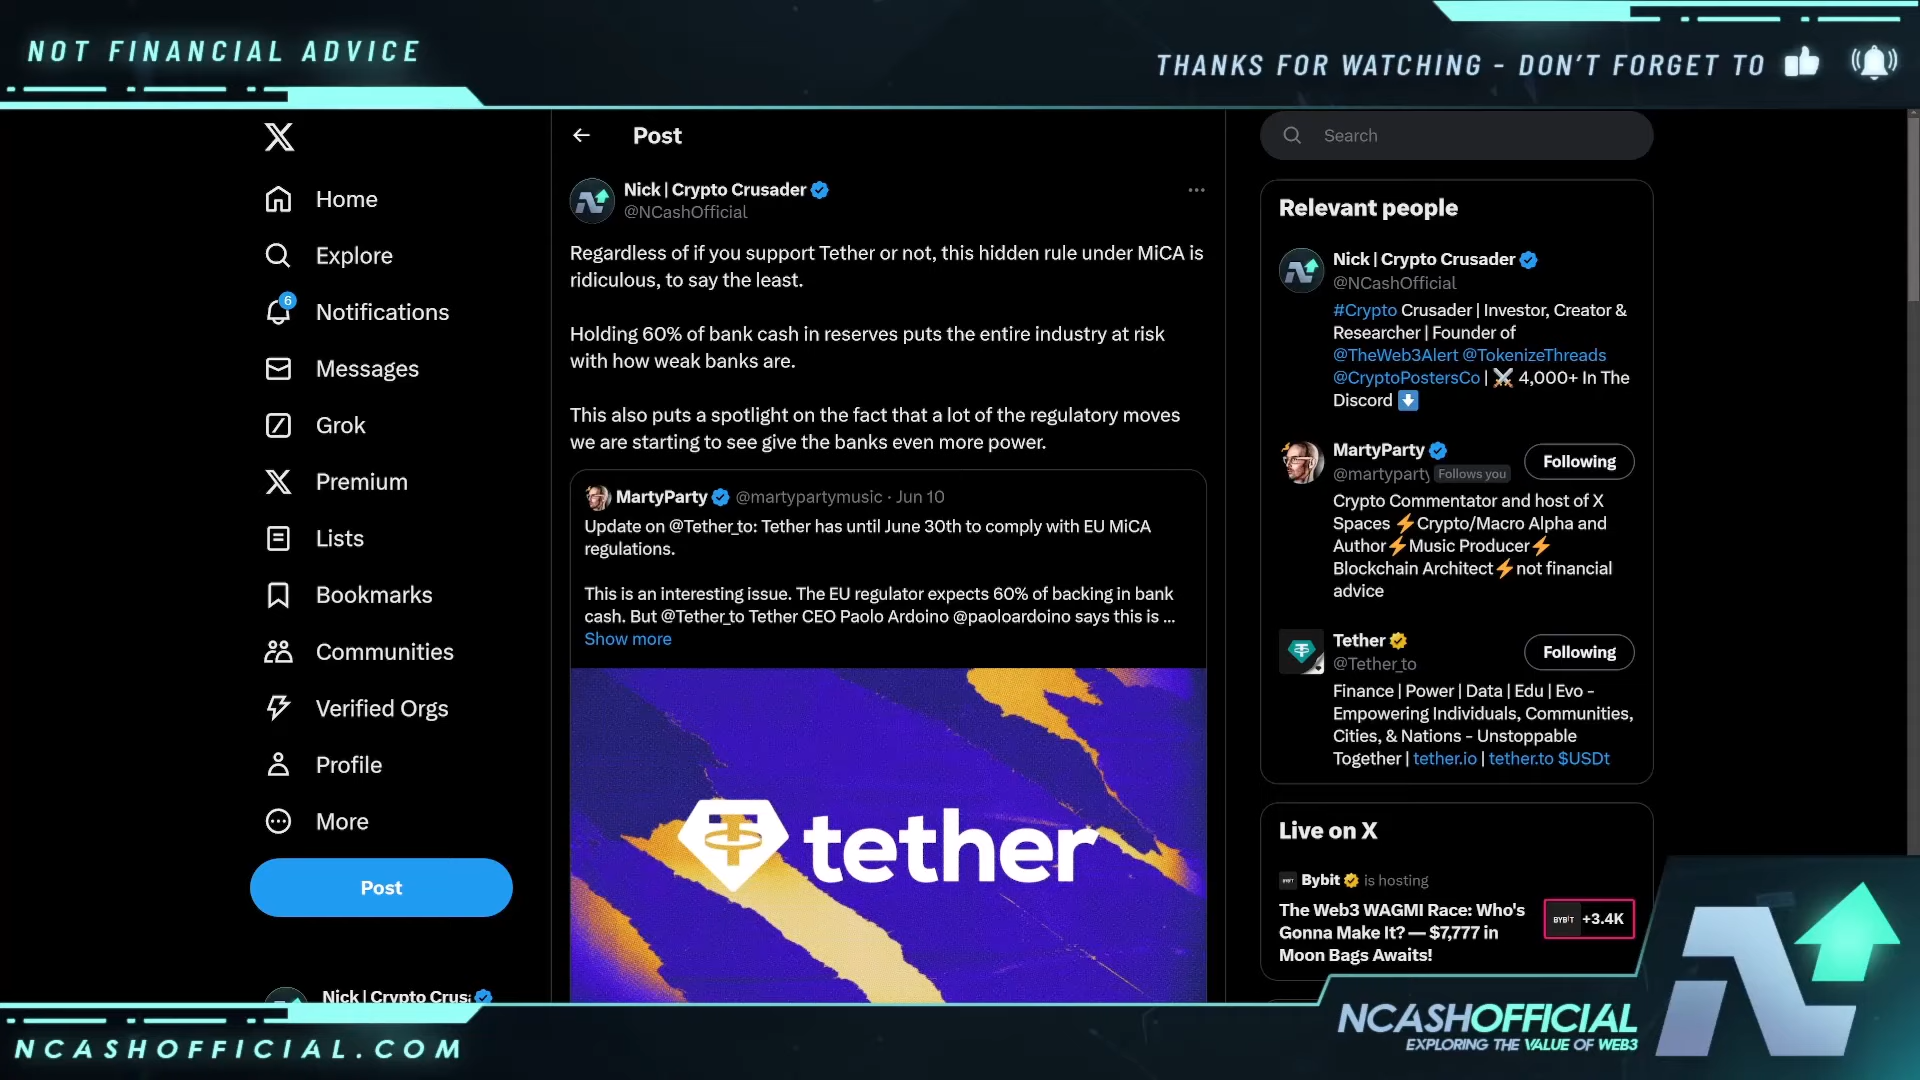 NOT FINANCIAL ADVICE
THANKS FOR WATCHING - DON'T FORGET TO
Home
Explore
6
Notifications
Messages
Grok
Premium
Lists
Bookmarks
Communities
Verified Orgs
Profile
More
Post
Nick | Crypto Crus
Post
Nick | Crypto Crusader
@NCashOfficial
Regardless of if you support Tether or not, this hidden rule under MiCA is
ridiculous, to say the least.
Holding 60% of bank cash in reserves puts the entire industry at risk
with how weak banks are.
This also puts a spotlight on the fact that a lot of the regulatory moves
we are starting to see give the banks even more power.
MartyParty @martypartymusic · Jun 10
Update on @Tether_to: Tether has until June 30th to comply with EU MiCA
regulations.
This is an interesting issue. The EU regulator expects 60% of backing in bank
cash. But @Tether_to Tether CEO Paolo Ardoino @paoloardoino says this is ...
Show more
tether
Search
Relevant people
Nick | Crypto Crusader
@NCashOfficial
#Crypto Crusader | Investor, Creator &
Researcher | Founder of
@TheWeb3Alert @TokenizeThreads
@CryptoPostersCo | ⚔️ 4,000+ In The
Discord ⬇️
MartyParty
@martyparty Follows you
Following
Crypto Commentator and host of X
Spaces ⚡Crypto/Macro Alpha and
Author⚡Music Producer⚡
Blockchain Architect⚡not financial
advice
Tether
@Tether_to
Following
Finance | Power | Data | Edu | Evo -
Empowering Individuals, Communities,
Cities, & Nations - Unstoppable
Together | tether.io | tether.to $USDt
Live on X
Bybit is hosting
The Web3 WAGMI Race: Who's
Gonna Make It? — $7,777 in
Moon Bags Awaits!
BYBIT +3.4K
NCASHOFFICIAL
EXPLORING THE VALUE OF WEB3
NCASHOFFICIAL.COM